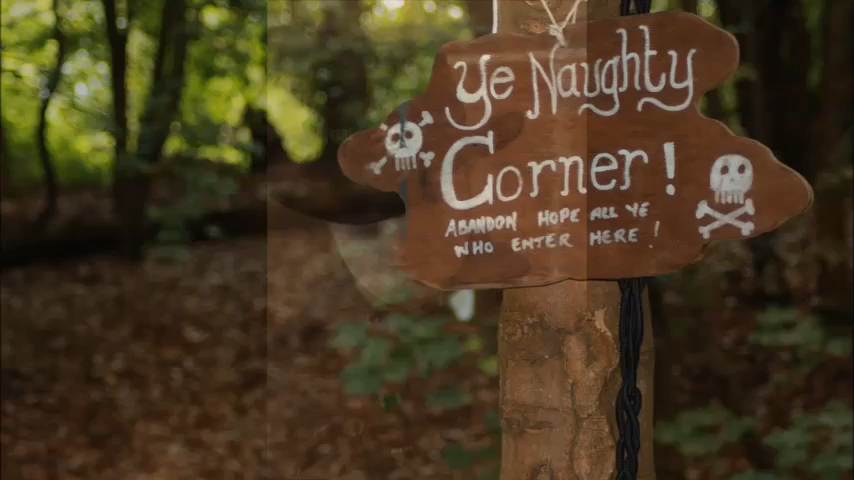 Ye Naughty
Corner!
ABANDON HOPE ALL YE
WHO ENTER HERE!